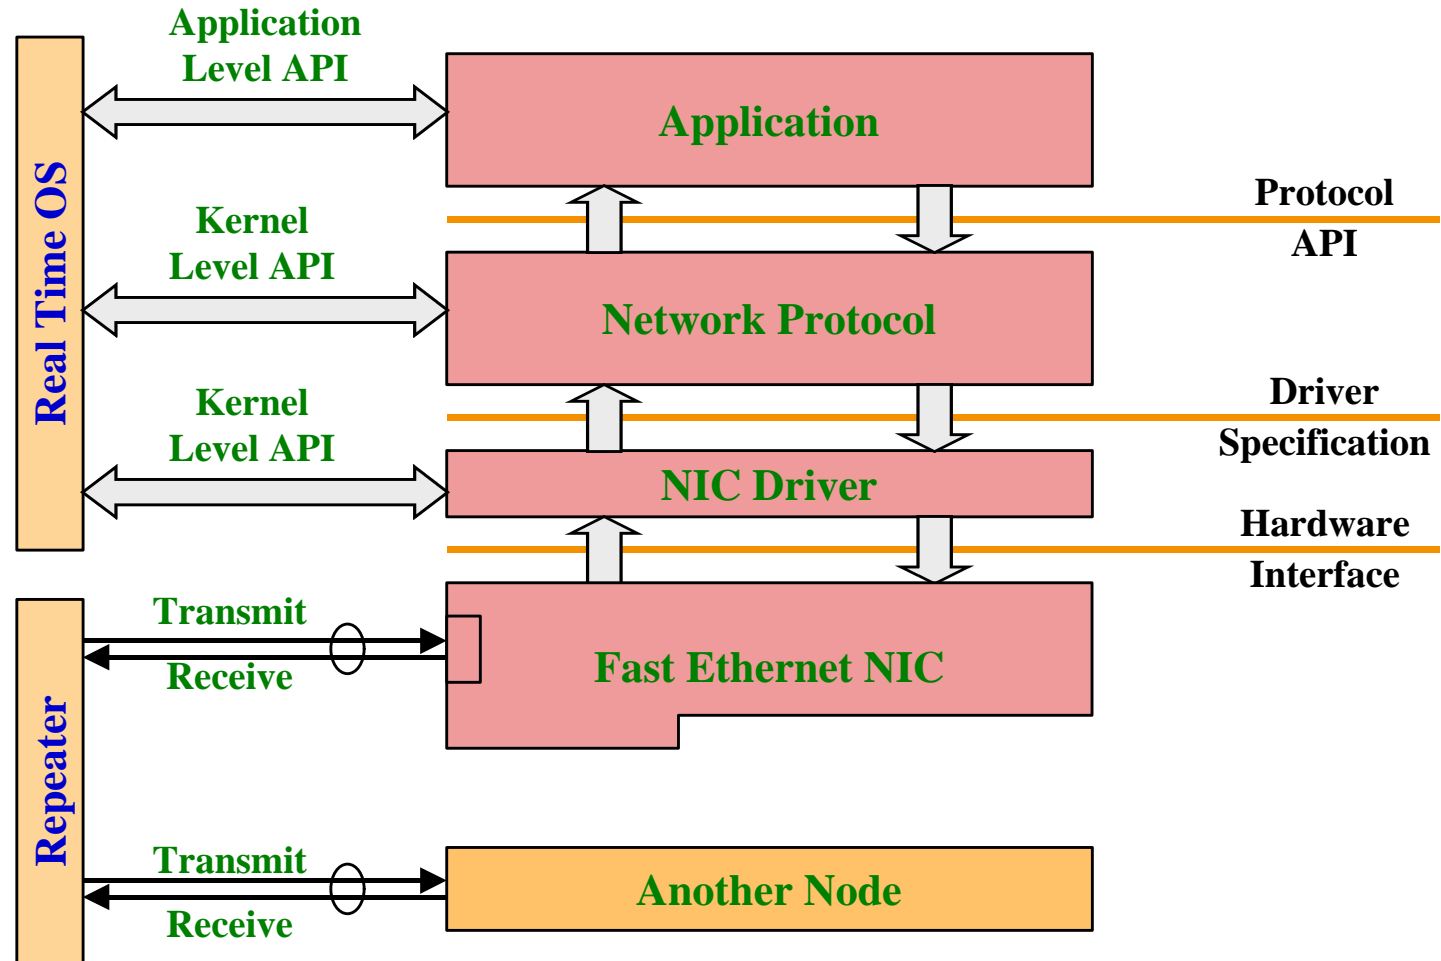 Application
Level API
Application
Real Time OS
Protocol
API
Kernel
Level API
Network Protocol
Driver
Specification
Kernel
Level API
NIC Driver
Hardware
Interface
Transmit
Receive
Fast Ethernet NIC
Repeater
Transmit
Receive
Another Node